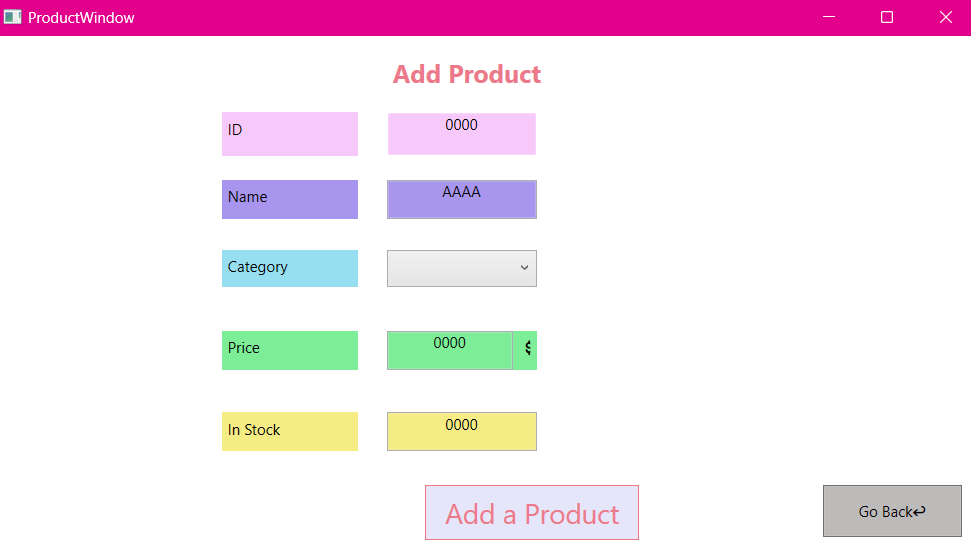 ProductWindow
Add Product
ID 0000
Name AAAA
Category
Price 0000 $
In Stock 0000
Add a Product
Go Back↩